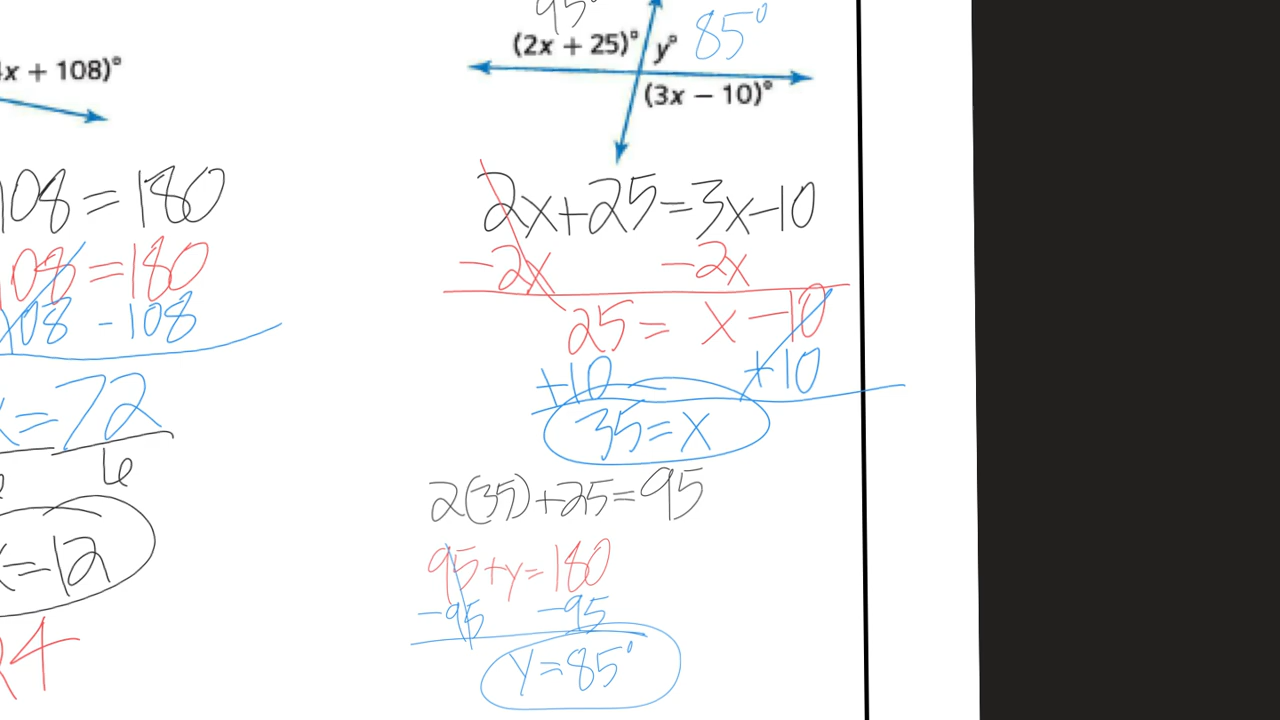 x + 108)°
108 = 180
108 = 180
108 - 108
x = 72
6
x = 12
24
95°
(2x + 25)° y° 85°
(3x − 10)°
2x + 25 = 3x - 10
- 2x - 2x
25 = x - 10
+ 10 + 10
35 = x
2(35) + 25 = 95
95 + y = 180
- 95 - 95
y = 85°